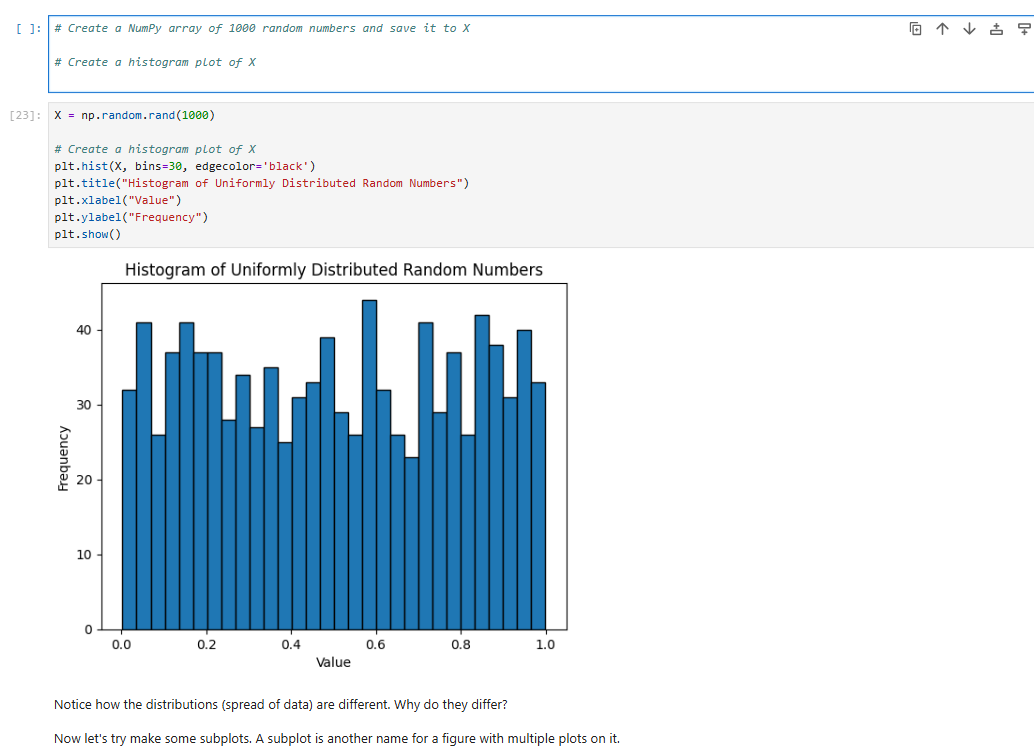 [ ]: # Create a NumPy array of 1000 random numbers and save it to X
# Create a histogram plot of X
[23]: X = np.random.rand(1000)
# Create a histogram plot of X
plt.hist(X, bins=30, edgecolor='black')
plt.title("Histogram of Uniformly Distributed Random Numbers")
plt.xlabel("Value")
plt.ylabel("Frequency")
plt.show()
Histogram of Uniformly Distributed Random Numbers
Frequency
40
30
20
10
0
0.0 0.2 0.4 0.6 0.8 1.0
Value
Notice how the distributions (spread of data) are different. Why do they differ?
Now let's try make some subplots. A subplot is another name for a figure with multiple plots on it.